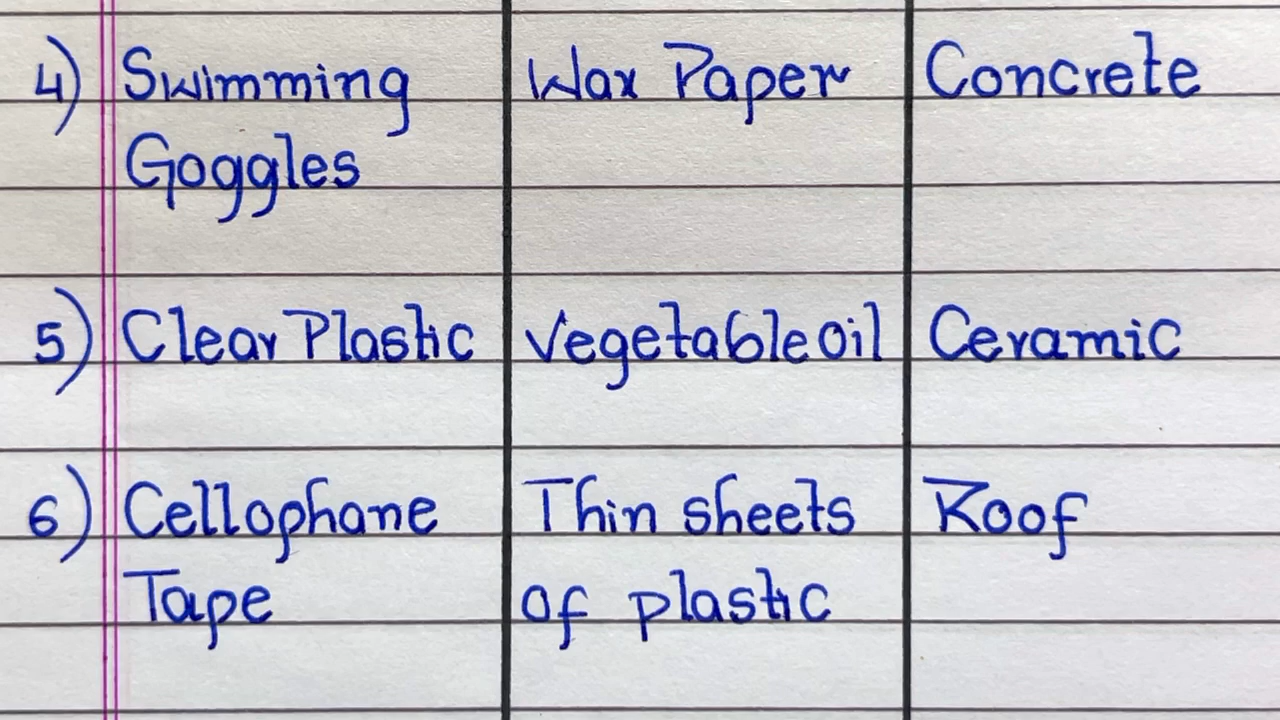 4) Swimming Wax Paper Concrete
Goggles
5) Clear Plastic Vegetable oil Ceramic
6) Cellophane Thin sheets Roof
Tape of plastic